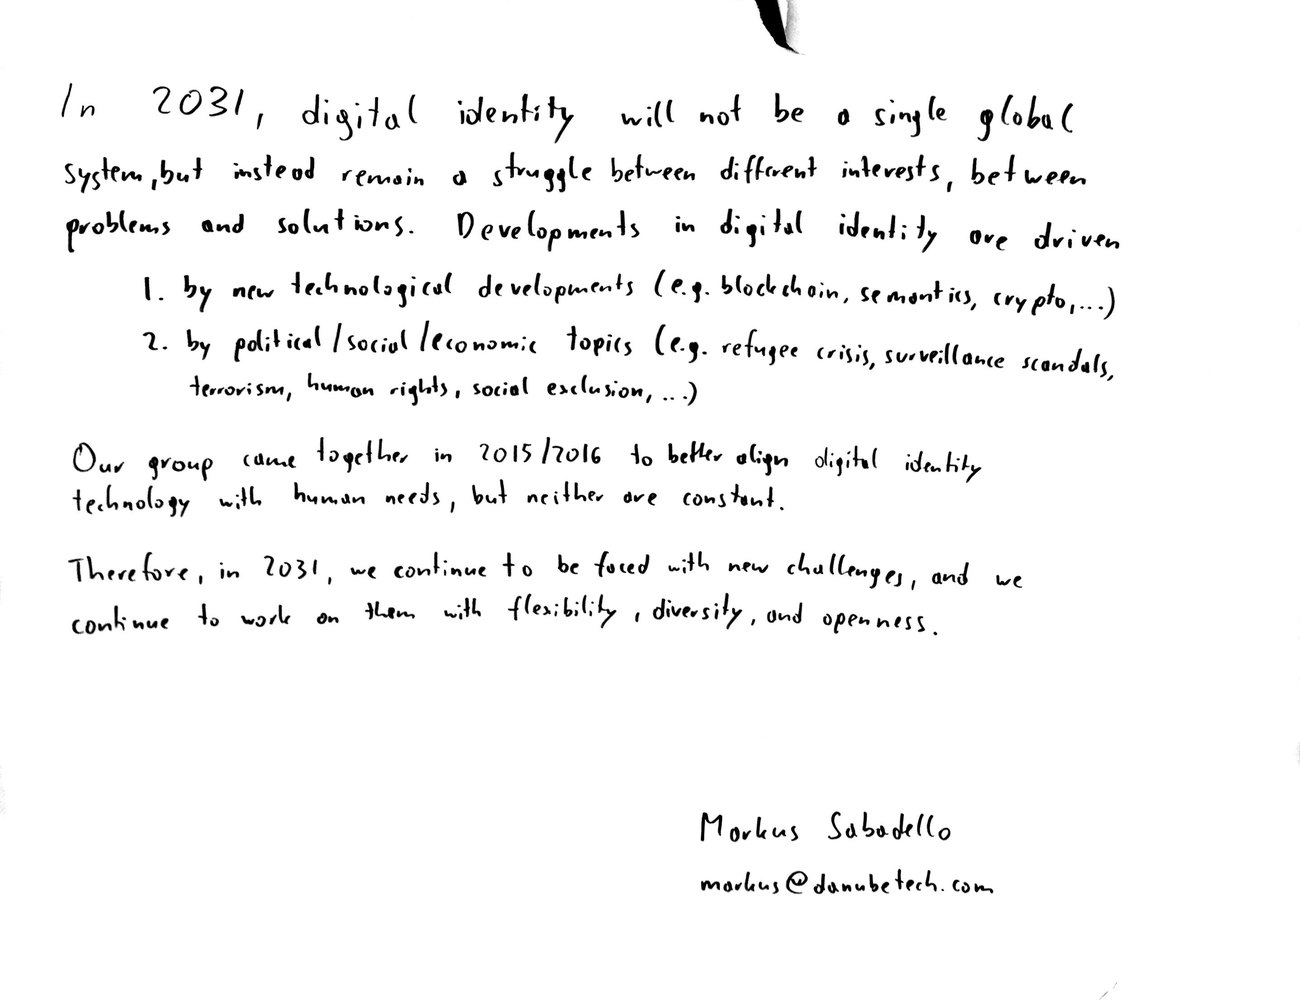 In 2031, digital identity will not be a single global
system, but instead remain a struggle between different interests, between
problems and solutions. Developments in digital identity are driven
1. by new technological developments (e.g. blockchain, semantics, crypto, ...)
2. by political/social/economic topics (e.g. refugee crisis, surveillance scandals,
terrorism, human rights, social exclusion, ...)
Our group came together in 2015/2016 to better align digital identity
technology with human needs, but neither are constant.
Therefore, in 2031, we continue to be faced with new challenges, and we
continue to work on them with flexibility, diversity, and openness.
Markus Sabadello
markus@danubetech.com